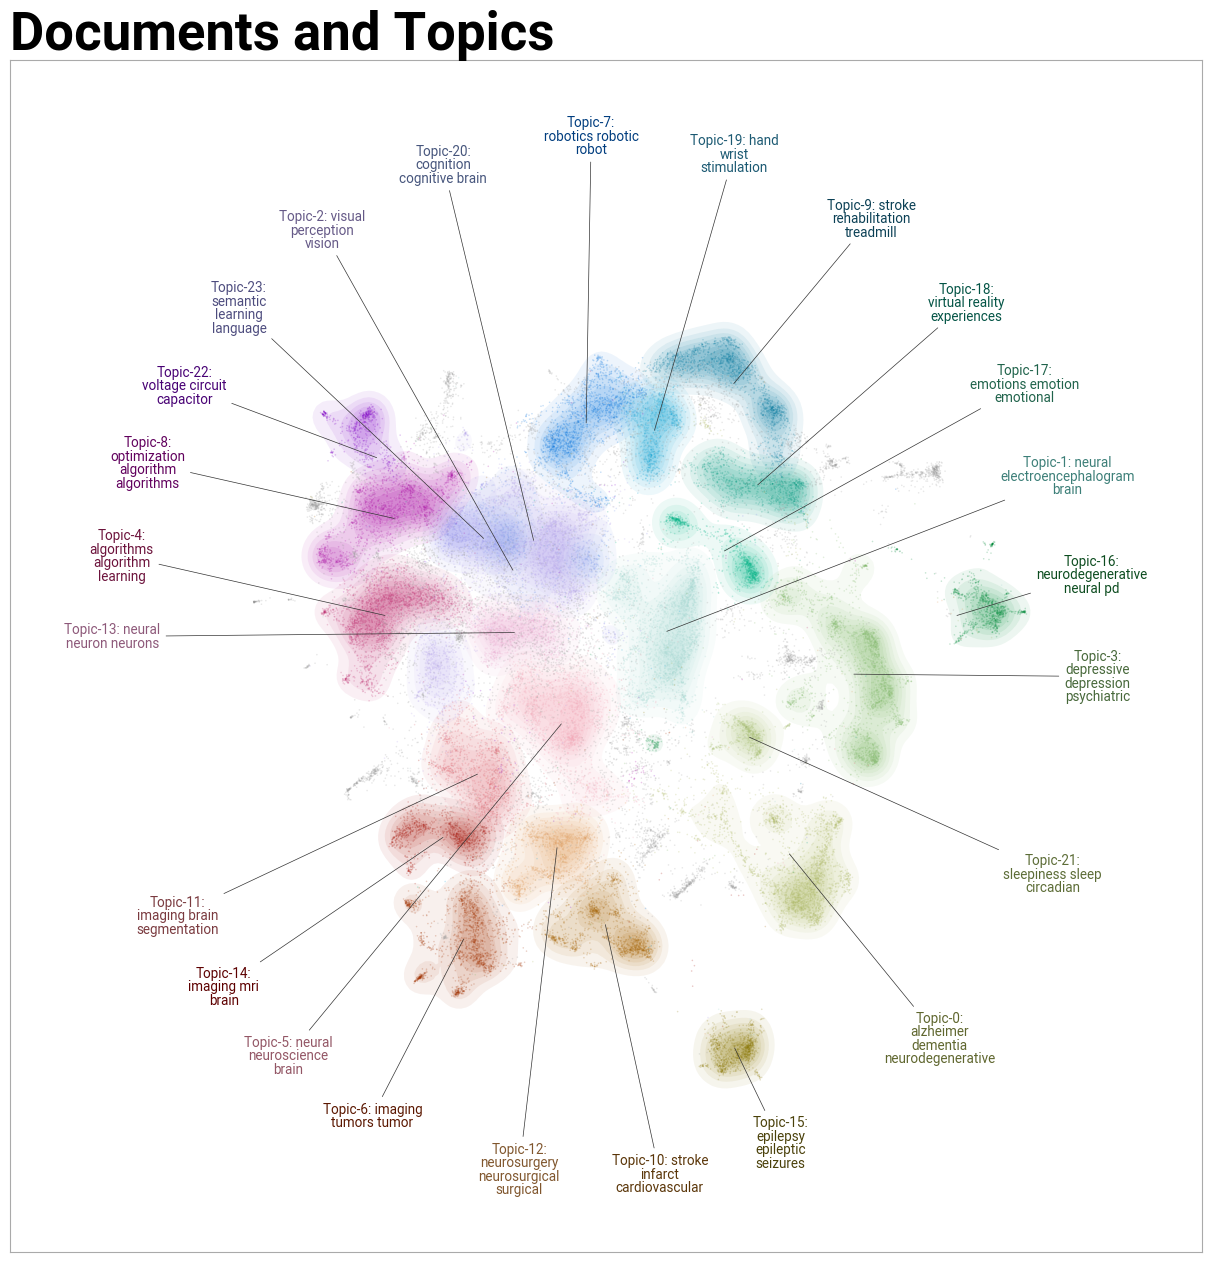 Documents and Topics
Topic-7:
robotics robotic
robot
Topic-19: hand
wrist
stimulation
Topic-20:
cognition
cognitive brain
Topic-9: stroke
rehabilitation
treadmill
Topic-2: visual
perception
vision
Topic-18:
virtual reality
experiences
Topic-23:
semantic
learning
language
Topic-17:
emotions emotion
emotional
Topic-22:
voltage circuit
capacitor
Topic-8:
optimization
algorithm
algorithms
Topic-1: neural
electroencephalogram
brain
Topic-4:
algorithms
algorithm
learning
Topic-16:
neurodegenerative
neural pd
Topic-13: neural
neuron neurons
Topic-3:
depressive
depression
psychiatric
Topic-21:
sleepiness sleep
circadian
Topic-11:
imaging brain
segmentation
Topic-14:
imaging mri
brain
Topic-0:
alzheimer
dementia
neurodegenerative
Topic-5: neural
neuroscience
brain
Topic-6: imaging
tumors tumor
Topic-15:
epilepsy
epileptic
seizures
Topic-12:
neurosurgery
neurosurgical
surgical
Topic-10: stroke
infarct
cardiovascular